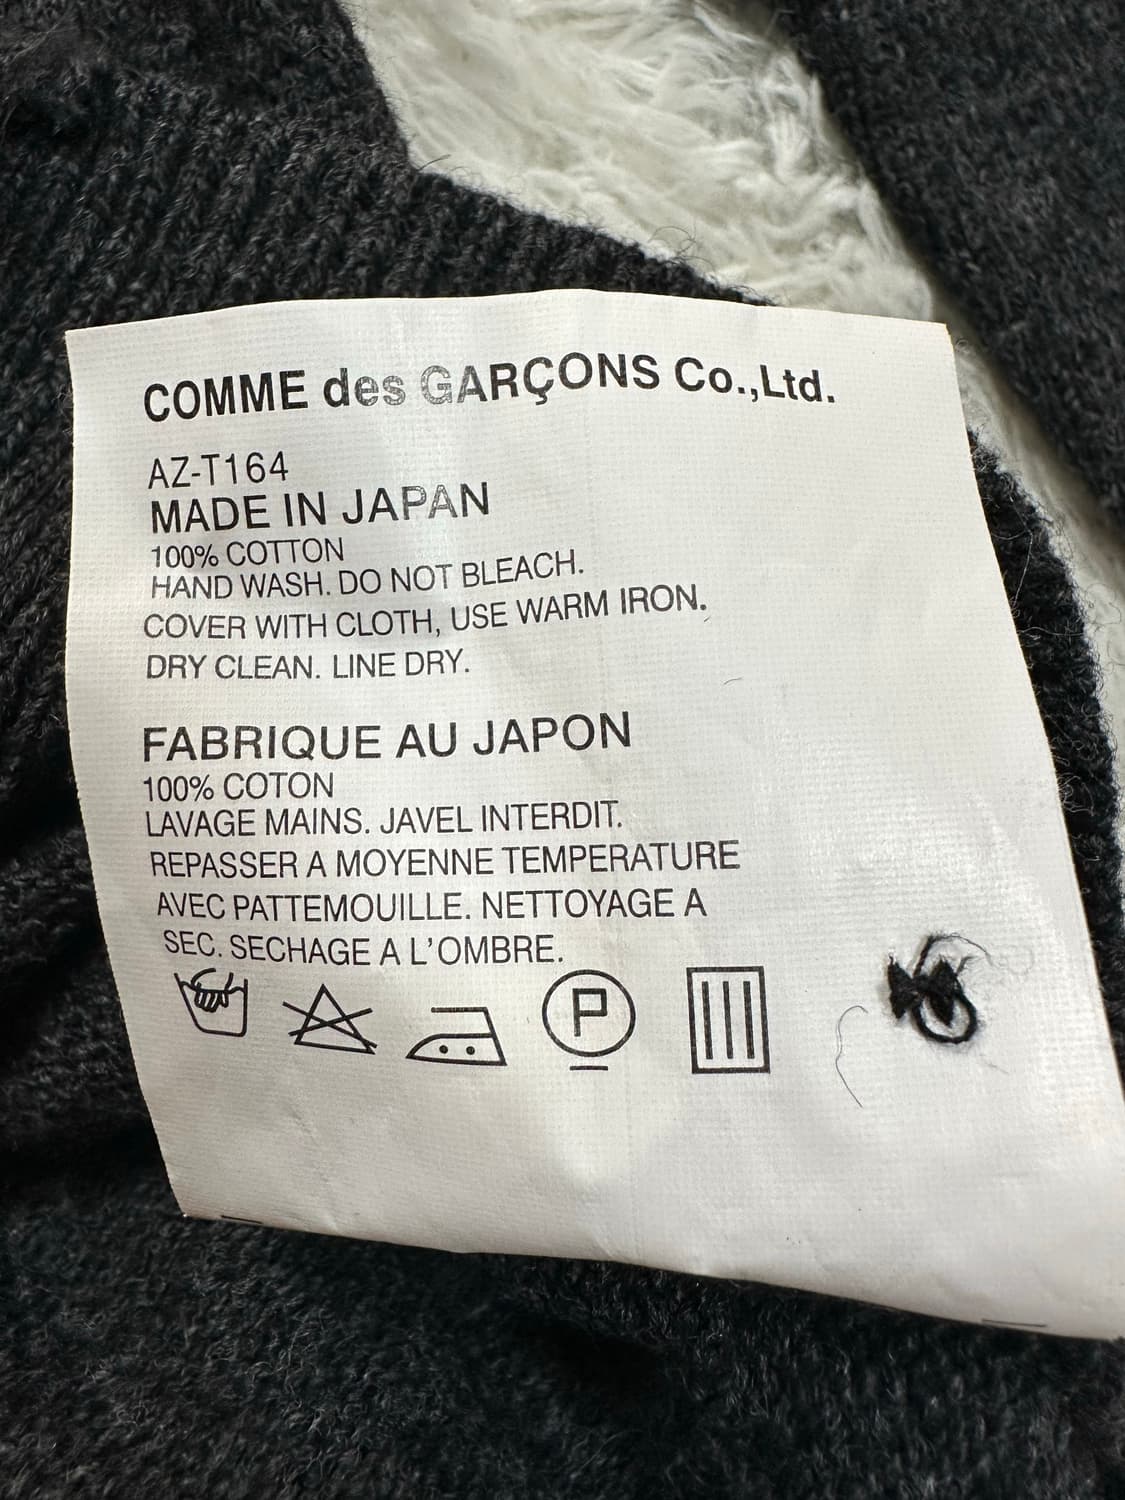 COMME des GARÇONS Co.,Ltd.
AZ-T164
MADE IN JAPAN
100% COTTON
HAND WASH. DO NOT BLEACH.
COVER WITH CLOTH, USE WARM IRON.
DRY CLEAN. LINE DRY.
FABRIQUE AU JAPON
100% COTON
LAVAGE MAINS. JAVEL INTERDIT.
REPASSER A MOYENNE TEMPERATURE
AVEC PATTEMOUILLE. NETTOYAGE A
SEC. SECHAGE A L'OMBRE.
P